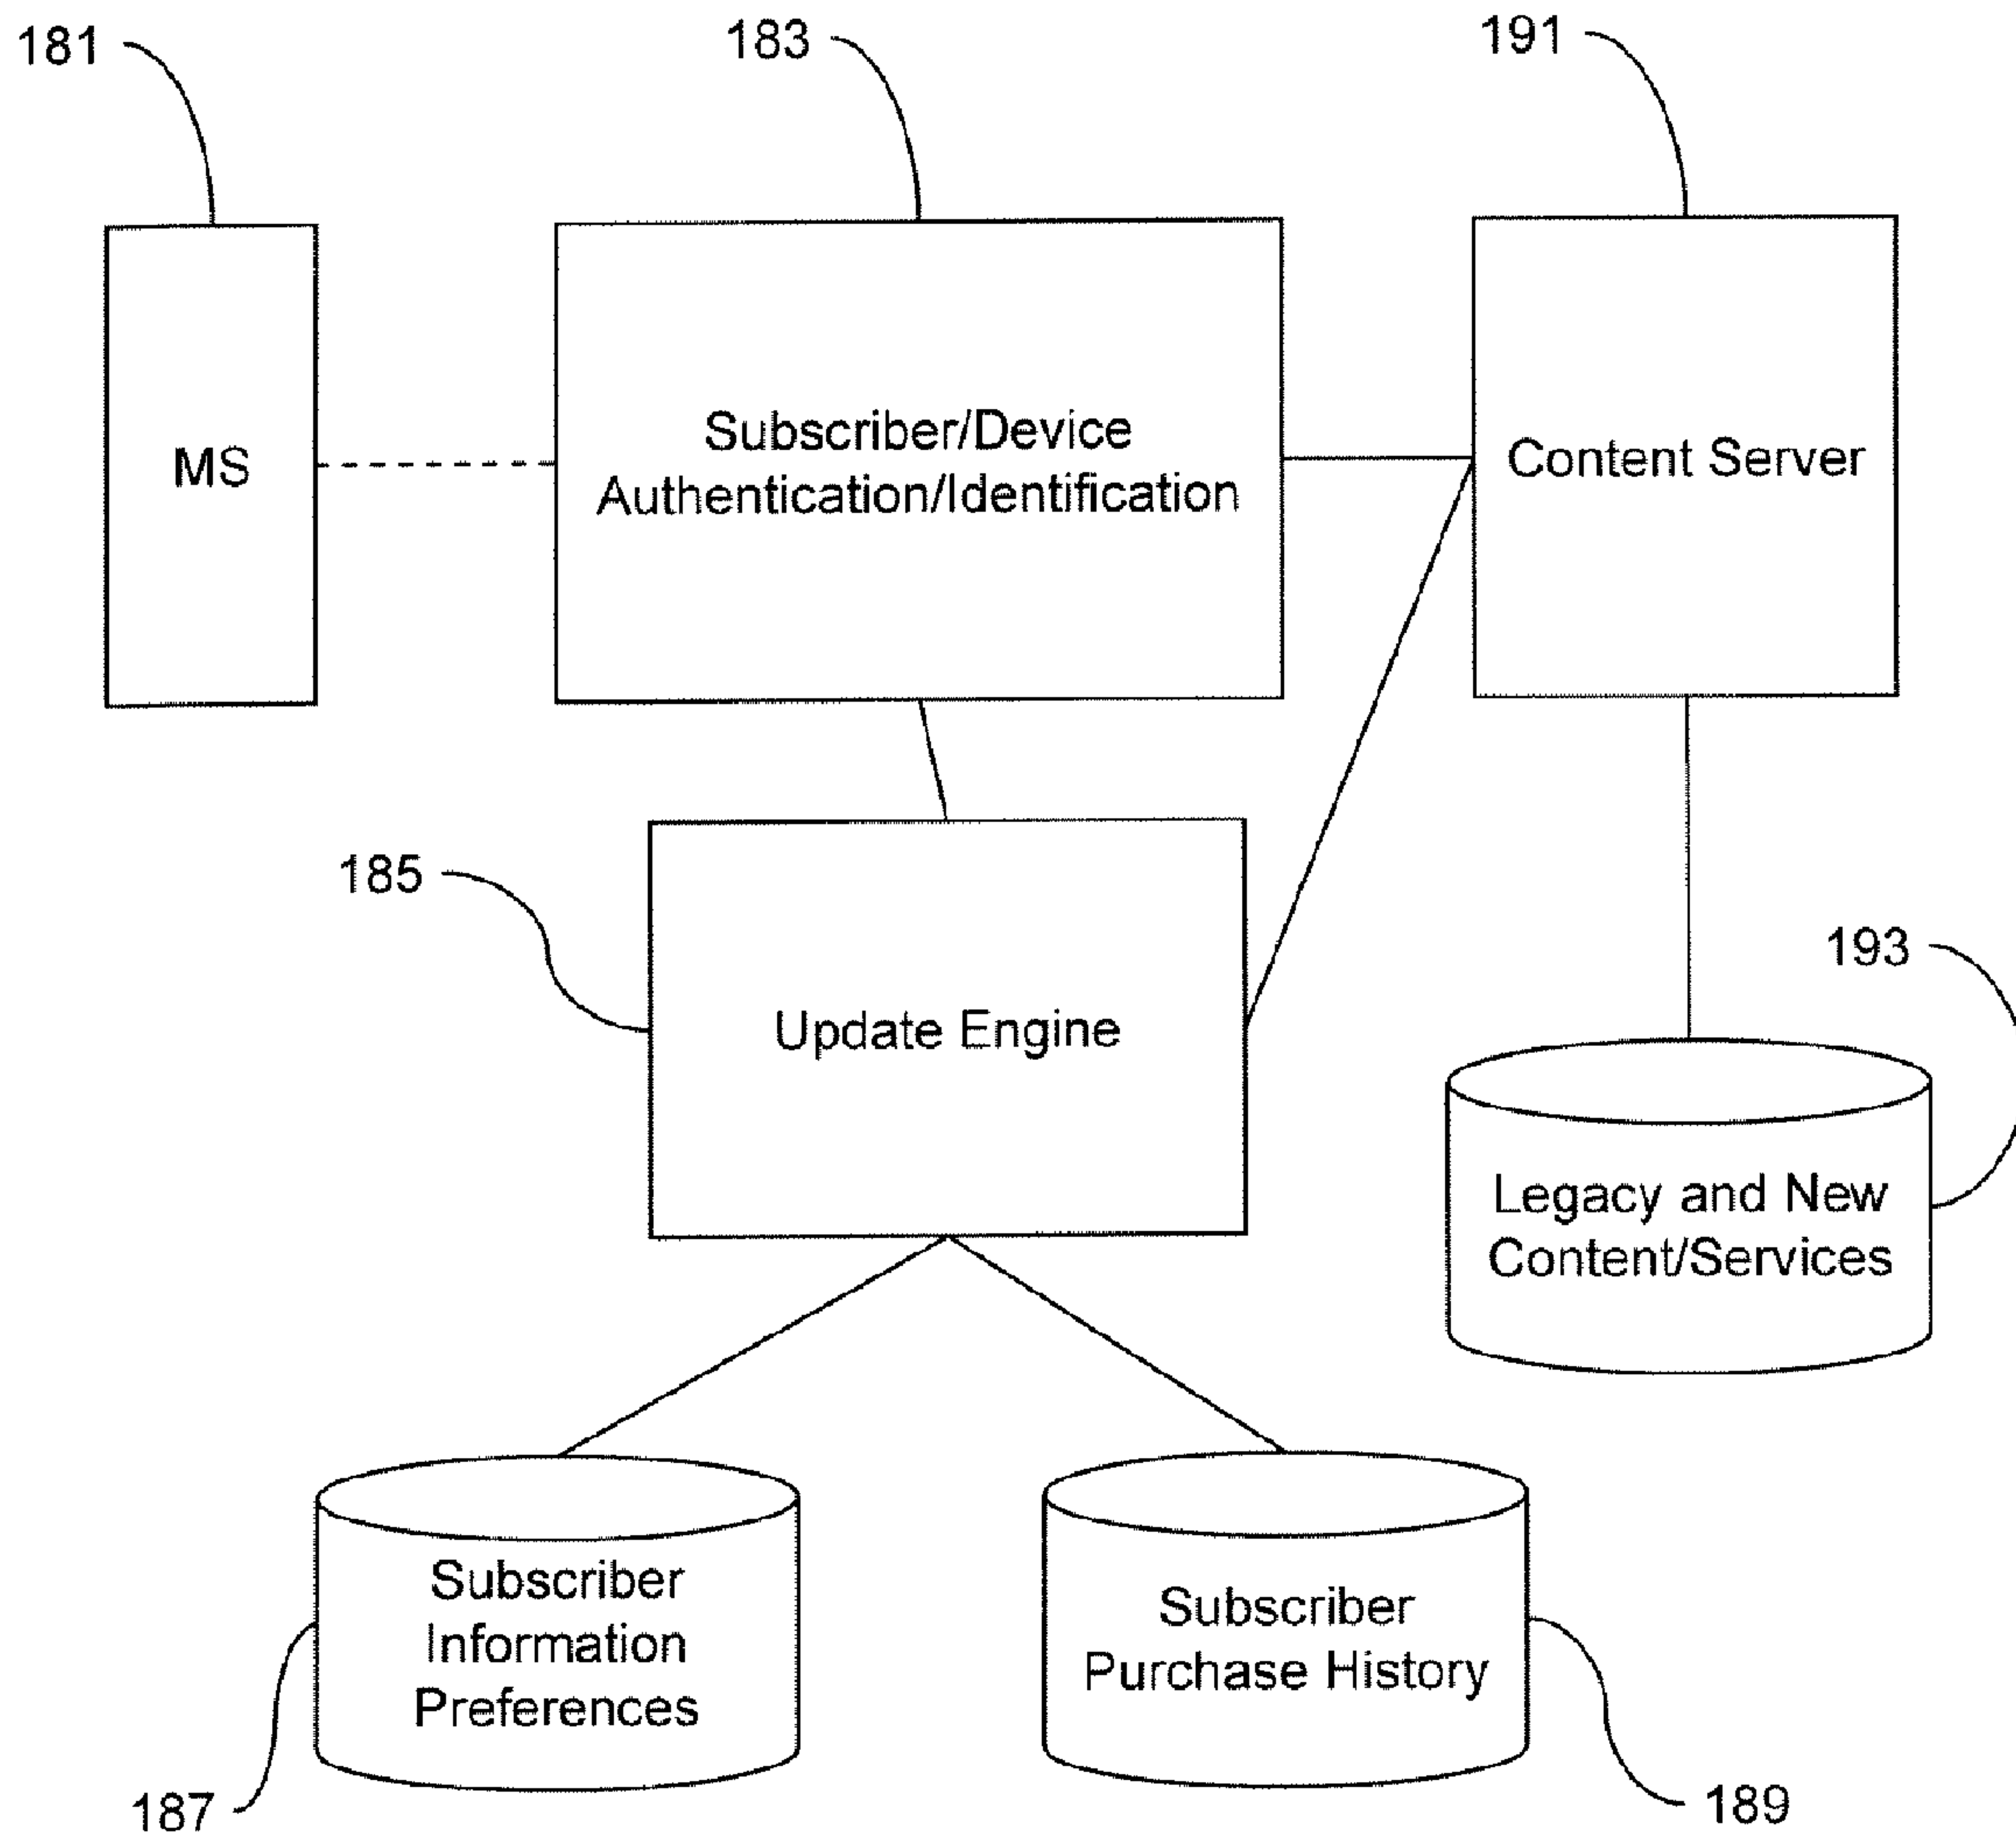 181
183
191
MS
Subscriber/Device
Authentication/Identification
Content Server
185
Update Engine
193
Legacy and New
Content/Services
Subscriber
Information
Preferences
Subscriber
Purchase History
187
189